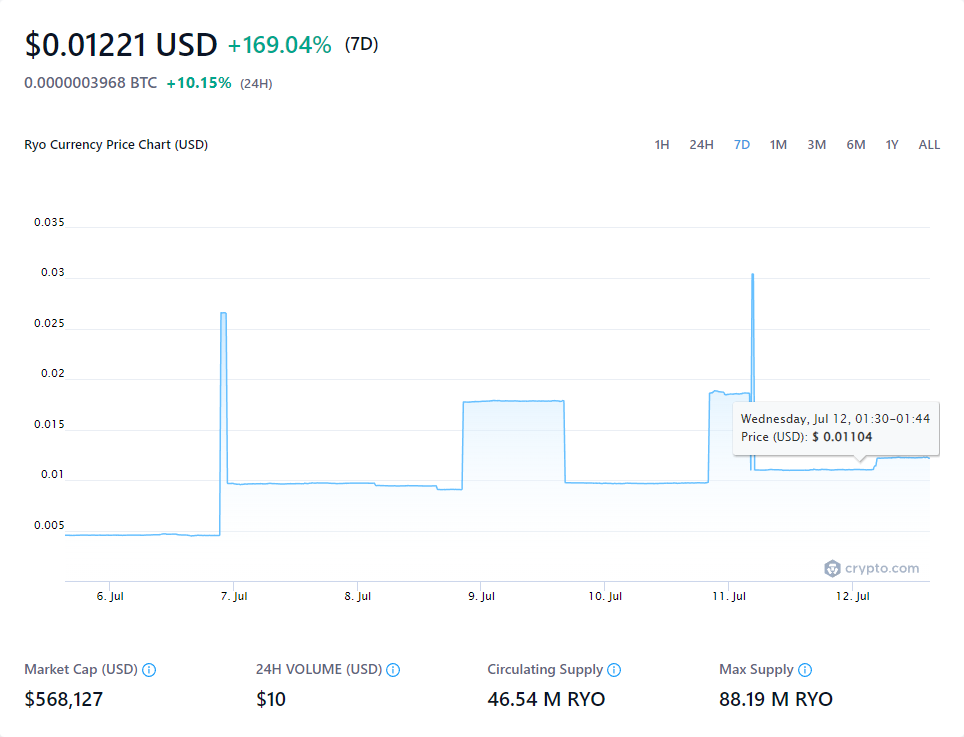 $0.01221 USD +169.04% (7D)
0.0000003968 BTC +10.15% (24H)
Ryo Currency Price Chart (USD)
1H 24H 7D 1M 3M 6M 1Y ALL
0.035
0.03
0.025
0.02
0.015
0.01
0.005
Wednesday, Jul 12, 01:30-01:44
Price (USD): $ 0.01104
crypto.com
6. Jul 7. Jul 8. Jul 9. Jul 10. Jul 11. Jul 12. Jul
Market Cap (USD) 24H VOLUME (USD) Circulating Supply Max Supply
$568,127 $10 46.54 M RYO 88.19 M RYO